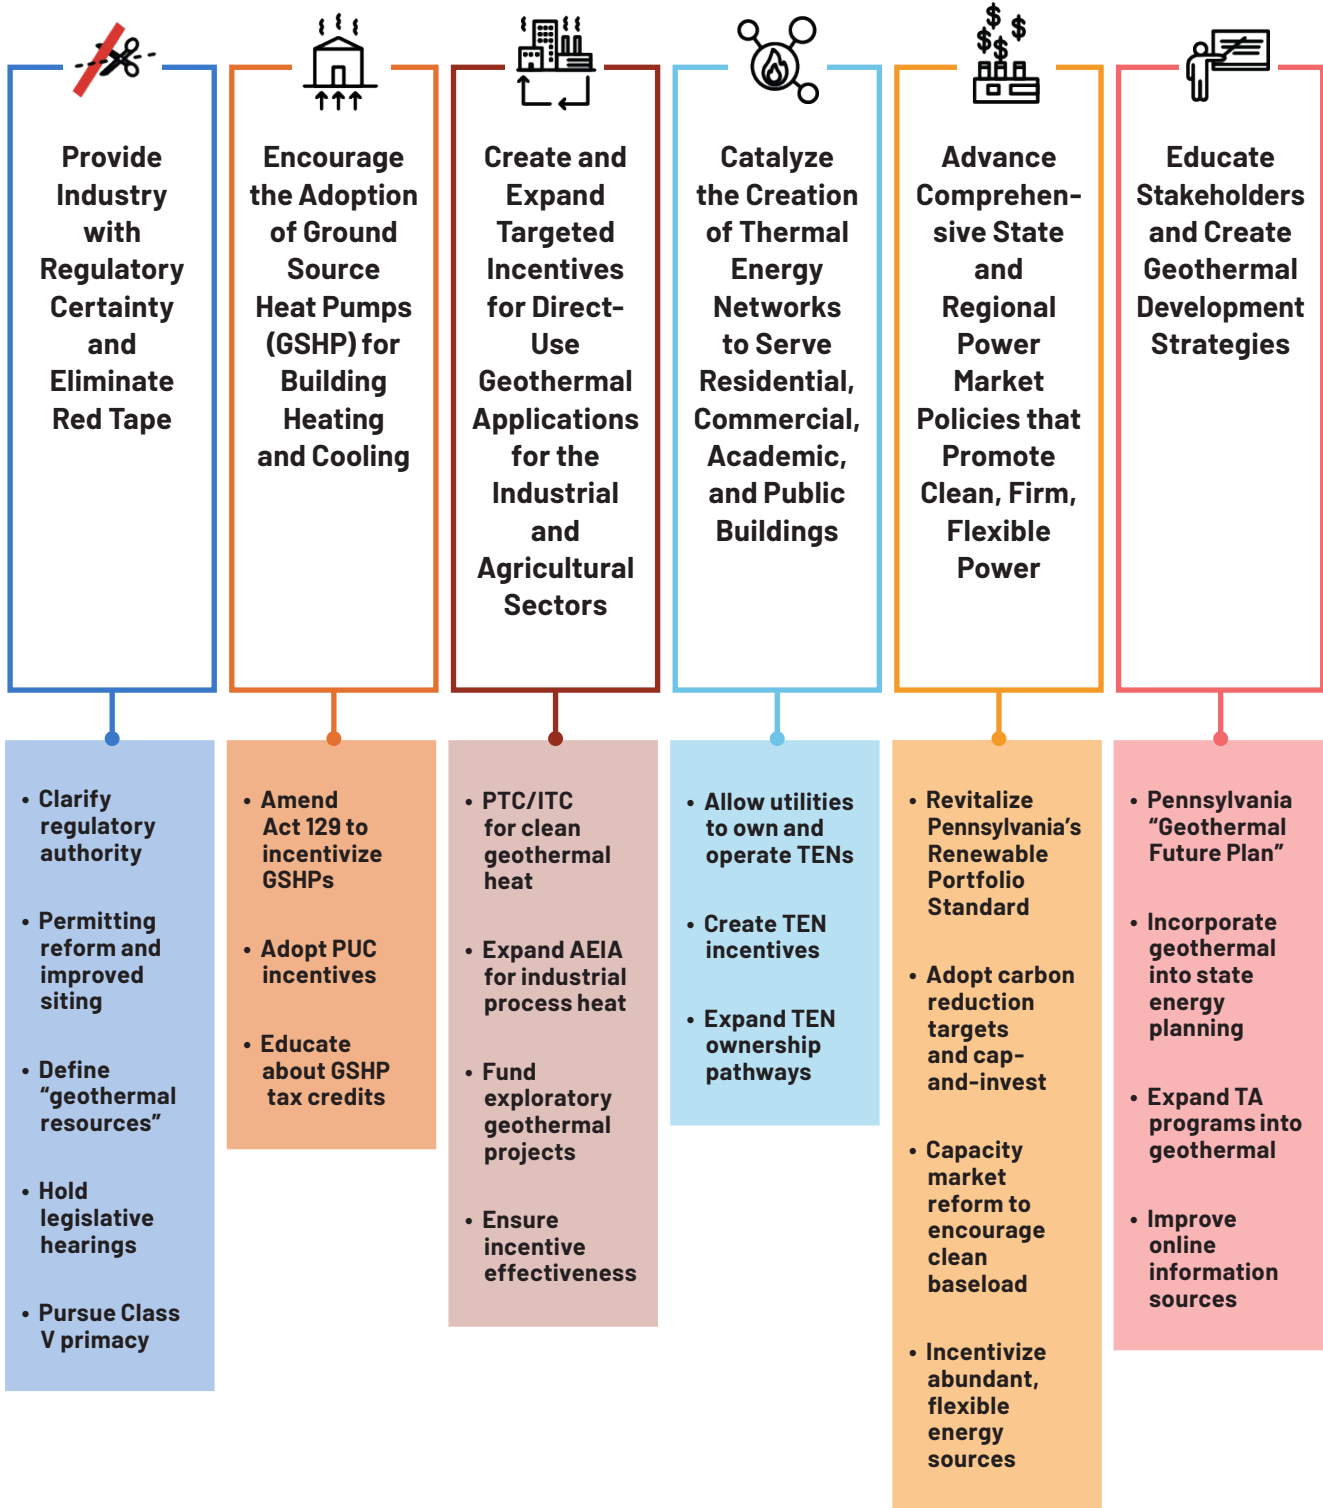 Provide
Industry
with
Regulatory
Certainty
and
Eliminate
Red Tape
Encourage
the Adoption
of Ground
Source
Heat Pumps
(GSHP) for
Building
Heating
and Cooling
Create and
Expand
Targeted
Incentives
for Direct-
Use
Geothermal
Applications
for the
Industrial
and
Agricultural
Sectors
Catalyze
the Creation
of Thermal
Energy
Networks
to Serve
Residential,
Commercial,
Academic,
and Public
Buildings
$
$
$
$
Advance
Comprehen-
sive State
and
Regional
Power
Market
Policies that
Promote
Clean, Firm,
Flexible
Power
Educate
Stakeholders
and Create
Geothermal
Development
Strategies
• Clarify
regulatory
authority
• Permitting
reform and
improved
siting
• Define
“geothermal
resources”
• Hold
legislative
hearings
• Pursue Class
V primacy
• Amend
Act 129 to
incentivize
GSHPs
• Adopt PUC
incentives
• Educate
about GSHP
tax credits
• PTC/ITC
for clean
geothermal
heat
• Expand AEIA
for industrial
process heat
• Fund
exploratory
geothermal
projects
• Ensure
incentive
effectiveness
• Allow utilities
to own and
operate TENs
• Create TEN
incentives
• Expand TEN
ownership
pathways
• Revitalize
Pennsylvania’s
Renewable
Portfolio
Standard
• Adopt carbon
reduction
targets
and cap-
and-invest
• Capacity
market
reform to
encourage
clean
baseload
• Incentivize
abundant,
flexible
energy
sources
• Pennsylvania
“Geothermal
Future Plan”
• Incorporate
geothermal
into state
energy
planning
• Expand TA
programs into
geothermal
• Improve
online
information
sources